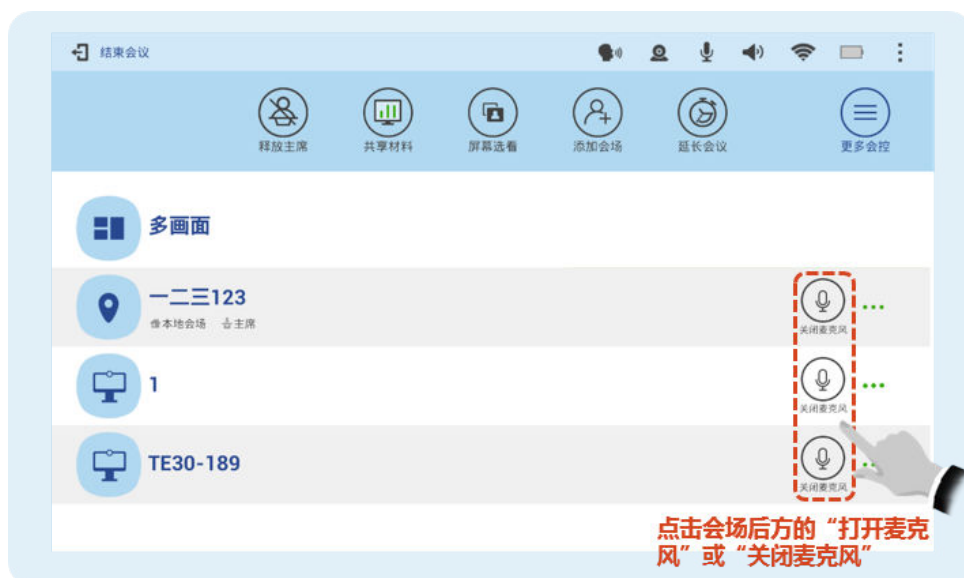 结束会议
释放主席
共享材料
屏幕选看
添加会场
延长会议
更多会控
多画面
一二三123
本地会场 主席
关闭麦克风
1
关闭麦克风
TE30-189
关闭麦克风
点击会场后方的“打开麦克
风”或“关闭麦克风”